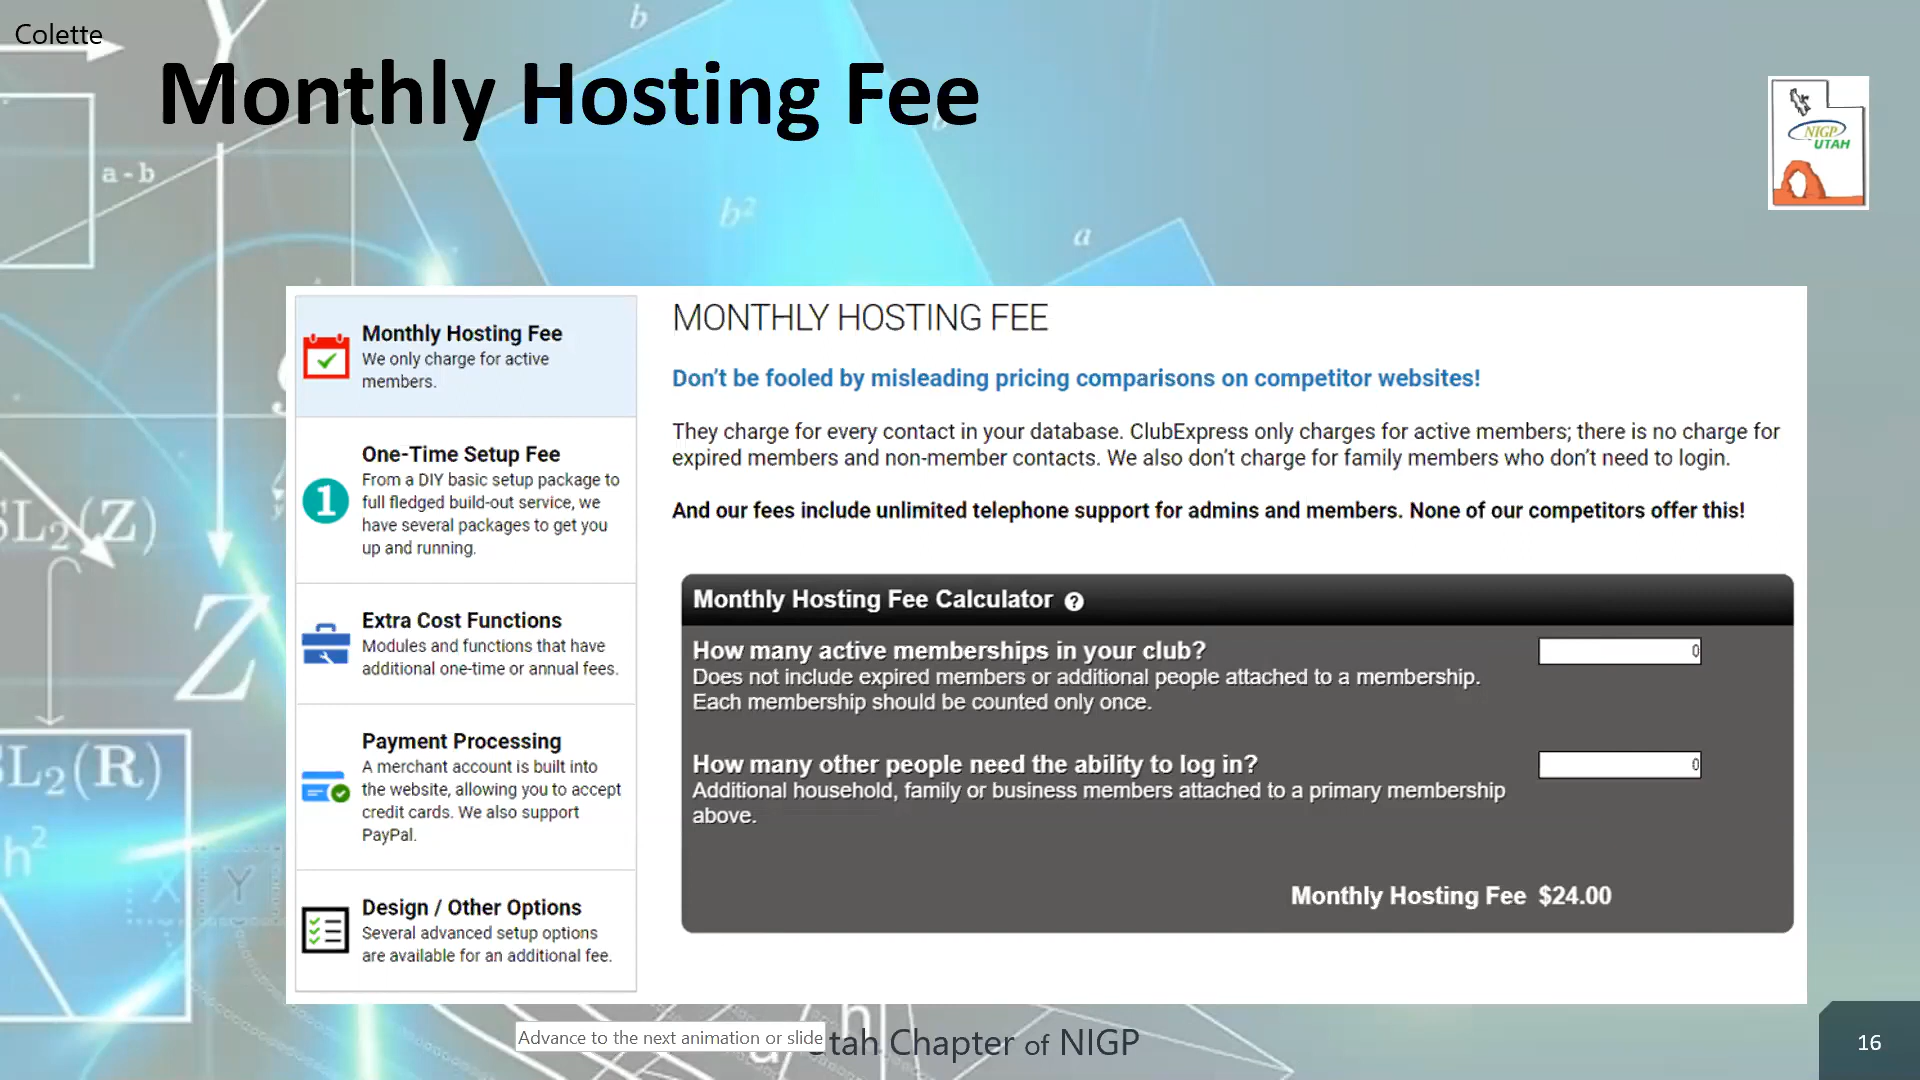 Colette
Monthly Hosting Fee
b
a - b
b²
a
NIGP
UTAH
Monthly Hosting Fee
We only charge for active
members.
One-Time Setup Fee
From a DIY basic setup package to
full fledged build-out service, we
have several packages to get you
up and running.
Extra Cost Functions
Modules and functions that have
additional one-time or annual fees.
Payment Processing
A merchant account is built into
the website, allowing you to accept
credit cards. We also support
PayPal.
Design / Other Options
Several advanced setup options
are available for an additional fee.
MONTHLY HOSTING FEE
Don't be fooled by misleading pricing comparisons on competitor websites!
They charge for every contact in your database. ClubExpress only charges for active members; there is no charge for
expired members and non-member contacts. We also don't charge for family members who don't need to login.
And our fees include unlimited telephone support for admins and members. None of our competitors offer this!
Monthly Hosting Fee Calculator ?
How many active memberships in your club?
0
Does not include expired members or additional people attached to a membership.
Each membership should be counted only once.
How many other people need the ability to log in?
0
Additional household, family or business members attached to a primary membership
above.
Monthly Hosting Fee $24.00
SL₂(Z)
Z
SL₂(R)
h²
X Y
Advance to the next animation or slide
tah Chapter of NIGP
16